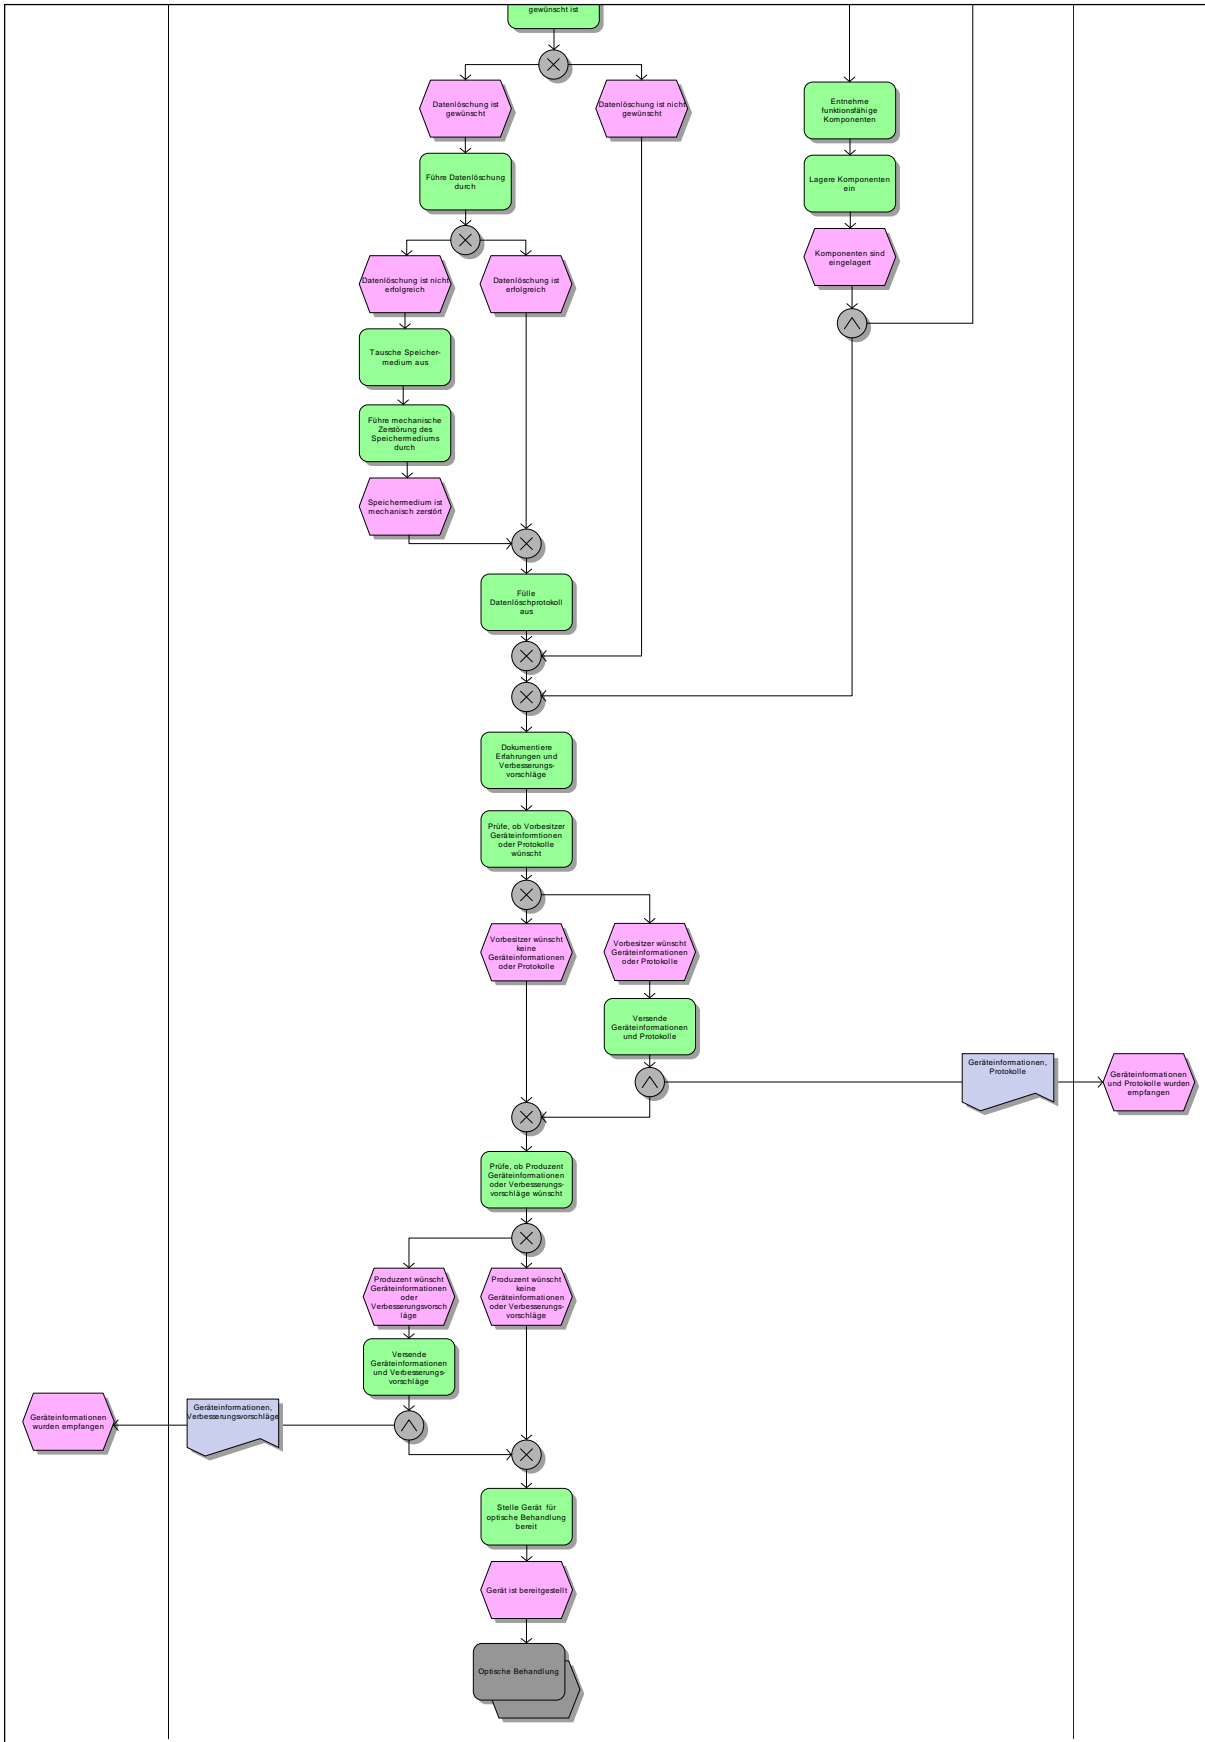 gewünscht ist
Datenlöschung ist
gewünscht
Datenlöschung ist nicht
gewünscht
Entnehme
funktionsfähige
Komponenten
Führe Datenlöschung
durch
Lagere Komponenten
ein
Komponenten sind
eingelagert
Datenlöschung ist nicht
erfolgreich
Datenlöschung ist
erfolgreich
Tausche Speicher-
medium aus
Führe mechanische
Zerstörung des
Speichermediums
durch
Speichermedium ist
mechanisch zerstört
Fülle
Datenlöschprotokoll
aus
Dokumentiere
Erfahrungen und
Verbesserungs-
vorschläge
Prüfe, ob Vorbesitzer
Geräteinformtionen
oder Protokolle
wünscht
Vorbesitzer wünscht
keine
Geräteinformationen
oder Protokolle
Vorbesitzer wünscht
Geräteinformationen
oder Protokolle
Versende
Geräteinformationen
und Protokolle
Geräteinformationen,
Protokolle
Geräteinformationen
und Protokolle wurden
empfangen
Prüfe, ob Produzent
Geräteinformationen
oder Verbesserungs-
vorschläge wünscht
Produzent wünscht
Geräteinformationen
oder
Verbesserungsvorsch
läge
Produzent wünscht
keine
Geräteinformationen
oder Verbesserungs-
vorschläge
Versende
Geräteinformationen
und Verbesserungs-
vorschläge
Geräteinformationen
wurden empfangen
Geräteinformationen,
Verbesserungsvorschläge
Stelle Gerät für
optische Behandlung
bereit
Gerät ist bereitgestellt
Optische Behandlung